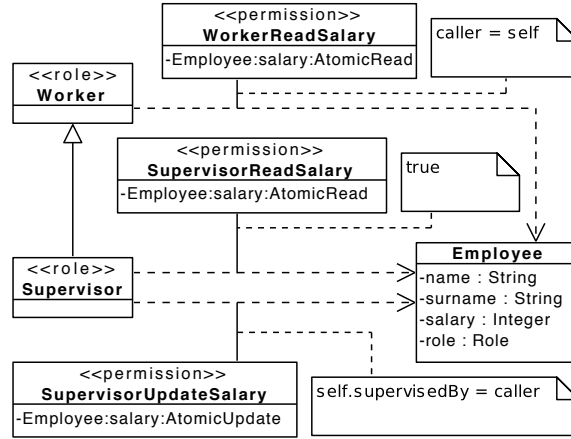 <<permission>>
WorkerReadSalary
-Employee:salary:AtomicRead
caller = self
<<role>>
Worker
<<permission>>
SupervisorReadSalary
-Employee:salary:AtomicRead
true
<<role>>
Supervisor
Employee
-name : String
-surname : String
-salary : Integer
-role : Role
<<permission>>
SupervisorUpdateSalary
-Employee:salary:AtomicUpdate
self.supervisedBy = caller